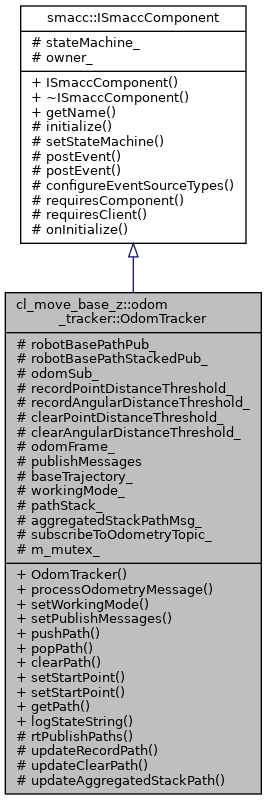 smacc::ISmaccComponent
# stateMachine_
# owner_
+ ISmaccComponent()
+ ~ISmaccComponent()
+ getName()
# initialize()
# setStateMachine()
# postEvent()
# postEvent()
# configureEventSourceTypes()
# requiresComponent()
# requiresClient()
# onInitialize()
cl_move_base_z::odom
_tracker::OdomTracker
# robotBasePathPub_
# robotBasePathStackedPub_
# odomSub_
# recordPointDistanceThreshold_
# recordAngularDistanceThreshold_
# clearPointDistanceThreshold_
# clearAngularDistanceThreshold_
# odomFrame_
# publishMessages
# baseTrajectory_
# workingMode_
# pathStack_
# aggregatedStackPathMsg_
# subscribeToOdometryTopic_
# m_mutex_
+ OdomTracker()
+ processOdometryMessage()
+ setWorkingMode()
+ setPublishMessages()
+ pushPath()
+ popPath()
+ clearPath()
+ setStartPoint()
+ setStartPoint()
+ getPath()
+ logStateString()
# rtPublishPaths()
# updateRecordPath()
# updateClearPath()
# updateAggregatedStackPath()